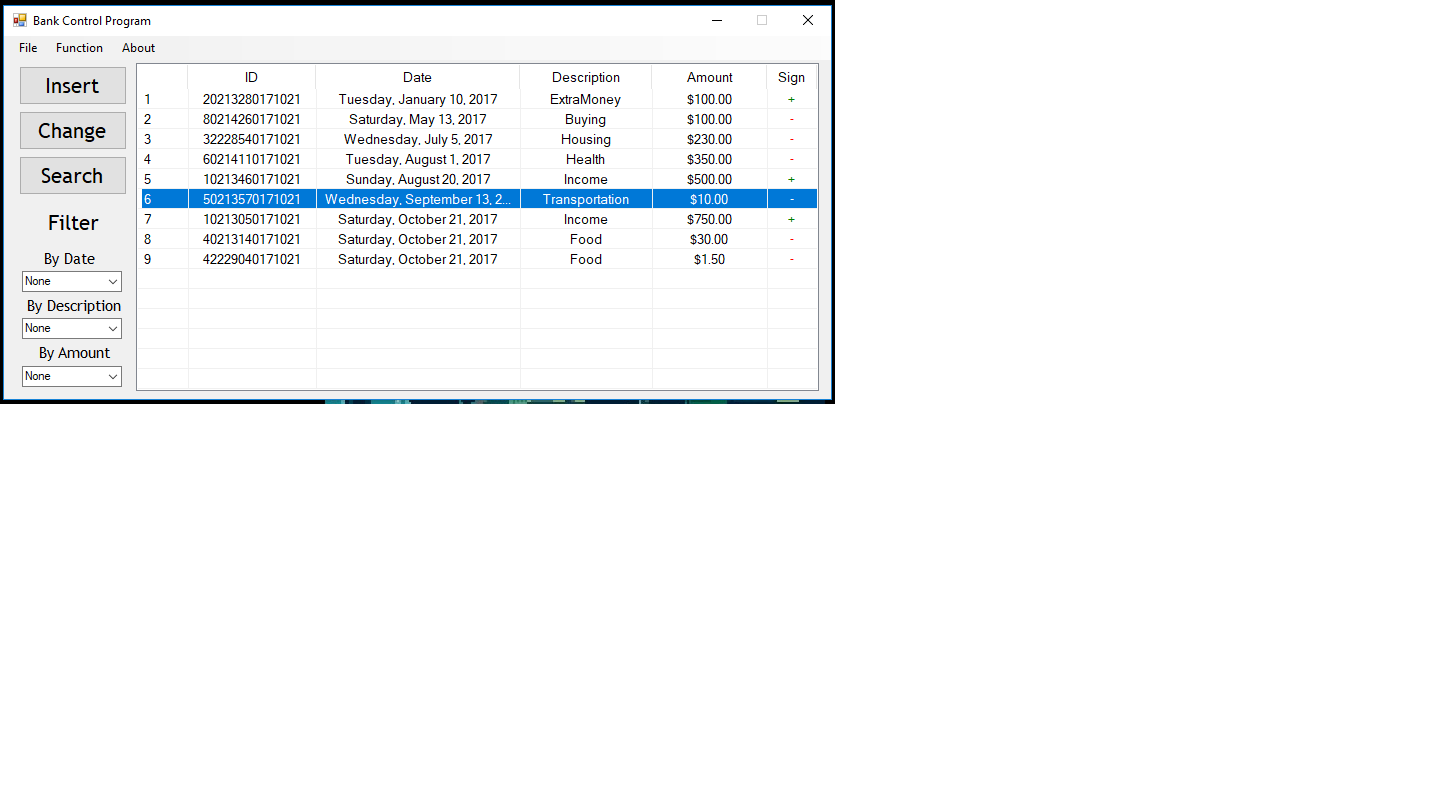 Bank Control Program
File Function About
Insert
Change
Search
Filter
By Date
None
By Description
None
By Amount
None
ID Date Description Amount Sign
1 20213280171021 Tuesday, January 10, 2017 ExtraMoney $100.00 +
2 80214260171021 Saturday, May 13, 2017 Buying $100.00 -
3 32228540171021 Wednesday, July 5, 2017 Housing $230.00 -
4 60214110171021 Tuesday, August 1, 2017 Health $350.00 -
5 10213460171021 Sunday, August 20, 2017 Income $500.00 +
6 50213570171021 Wednesday, September 13, 2... Transportation $10.00 -
7 10213050171021 Saturday, October 21, 2017 Income $750.00 +
8 40213140171021 Saturday, October 21, 2017 Food $30.00 -
9 42229040171021 Saturday, October 21, 2017 Food $1.50 -